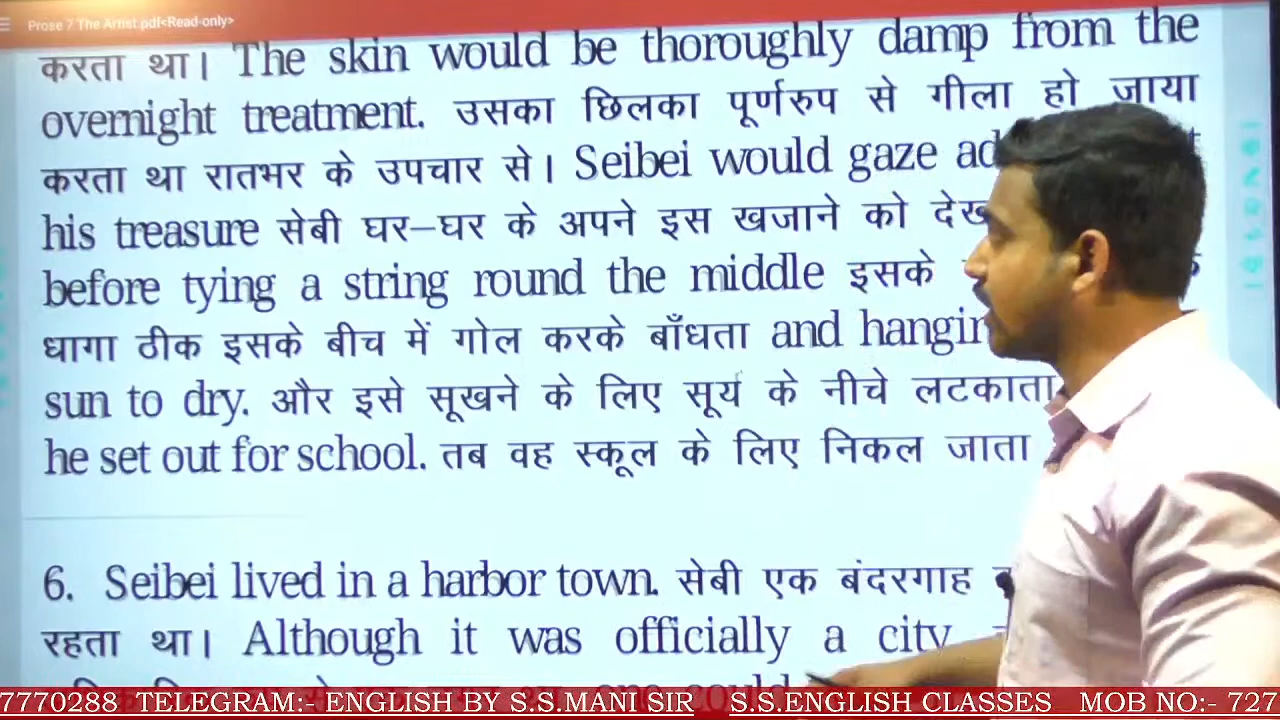 Prose 7 The Artist.pdf<Read-only>
करता था। The skin would be thoroughly damp from the
overnight treatment. उसका छिलका पूर्णरुप से गीला हो जाया
करता था रातभर के उपचार से। Seibei would gaze
his treasure सेबी घर–घर के अपने इस खजाने को
before tying a string round the middle इसके
धागा ठीक इसके बीच में गोल करके बाँधता and
sun to dry. और इसे सूखने के लिए सूर्य के नीचे लटकाता
he set out for school. तब वह स्कूल के लिए निकल जाता
6. Seibei lived in a harbor town. सेबी एक बंदरगाह
रहता था। Although it was officially a city
7770288 TELEGRAM:- ENGLISH BY S.S.MANI SIR S.S.ENGLISH CLASSES MOB NO:- 727